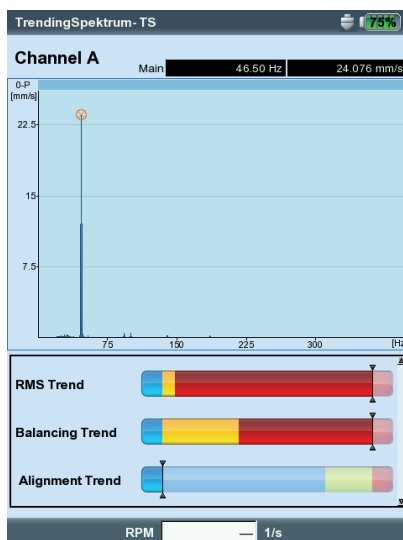 TrendingSpektrum- TS
75%
Channel A
Main 46.50 Hz 24.076 mm/s
0-P
[mm/s]
22.5
15
7.5
75 150 225 300 [Hz
RMS Trend
Balancing Trend
Alignment Trend
RPM — 1/s